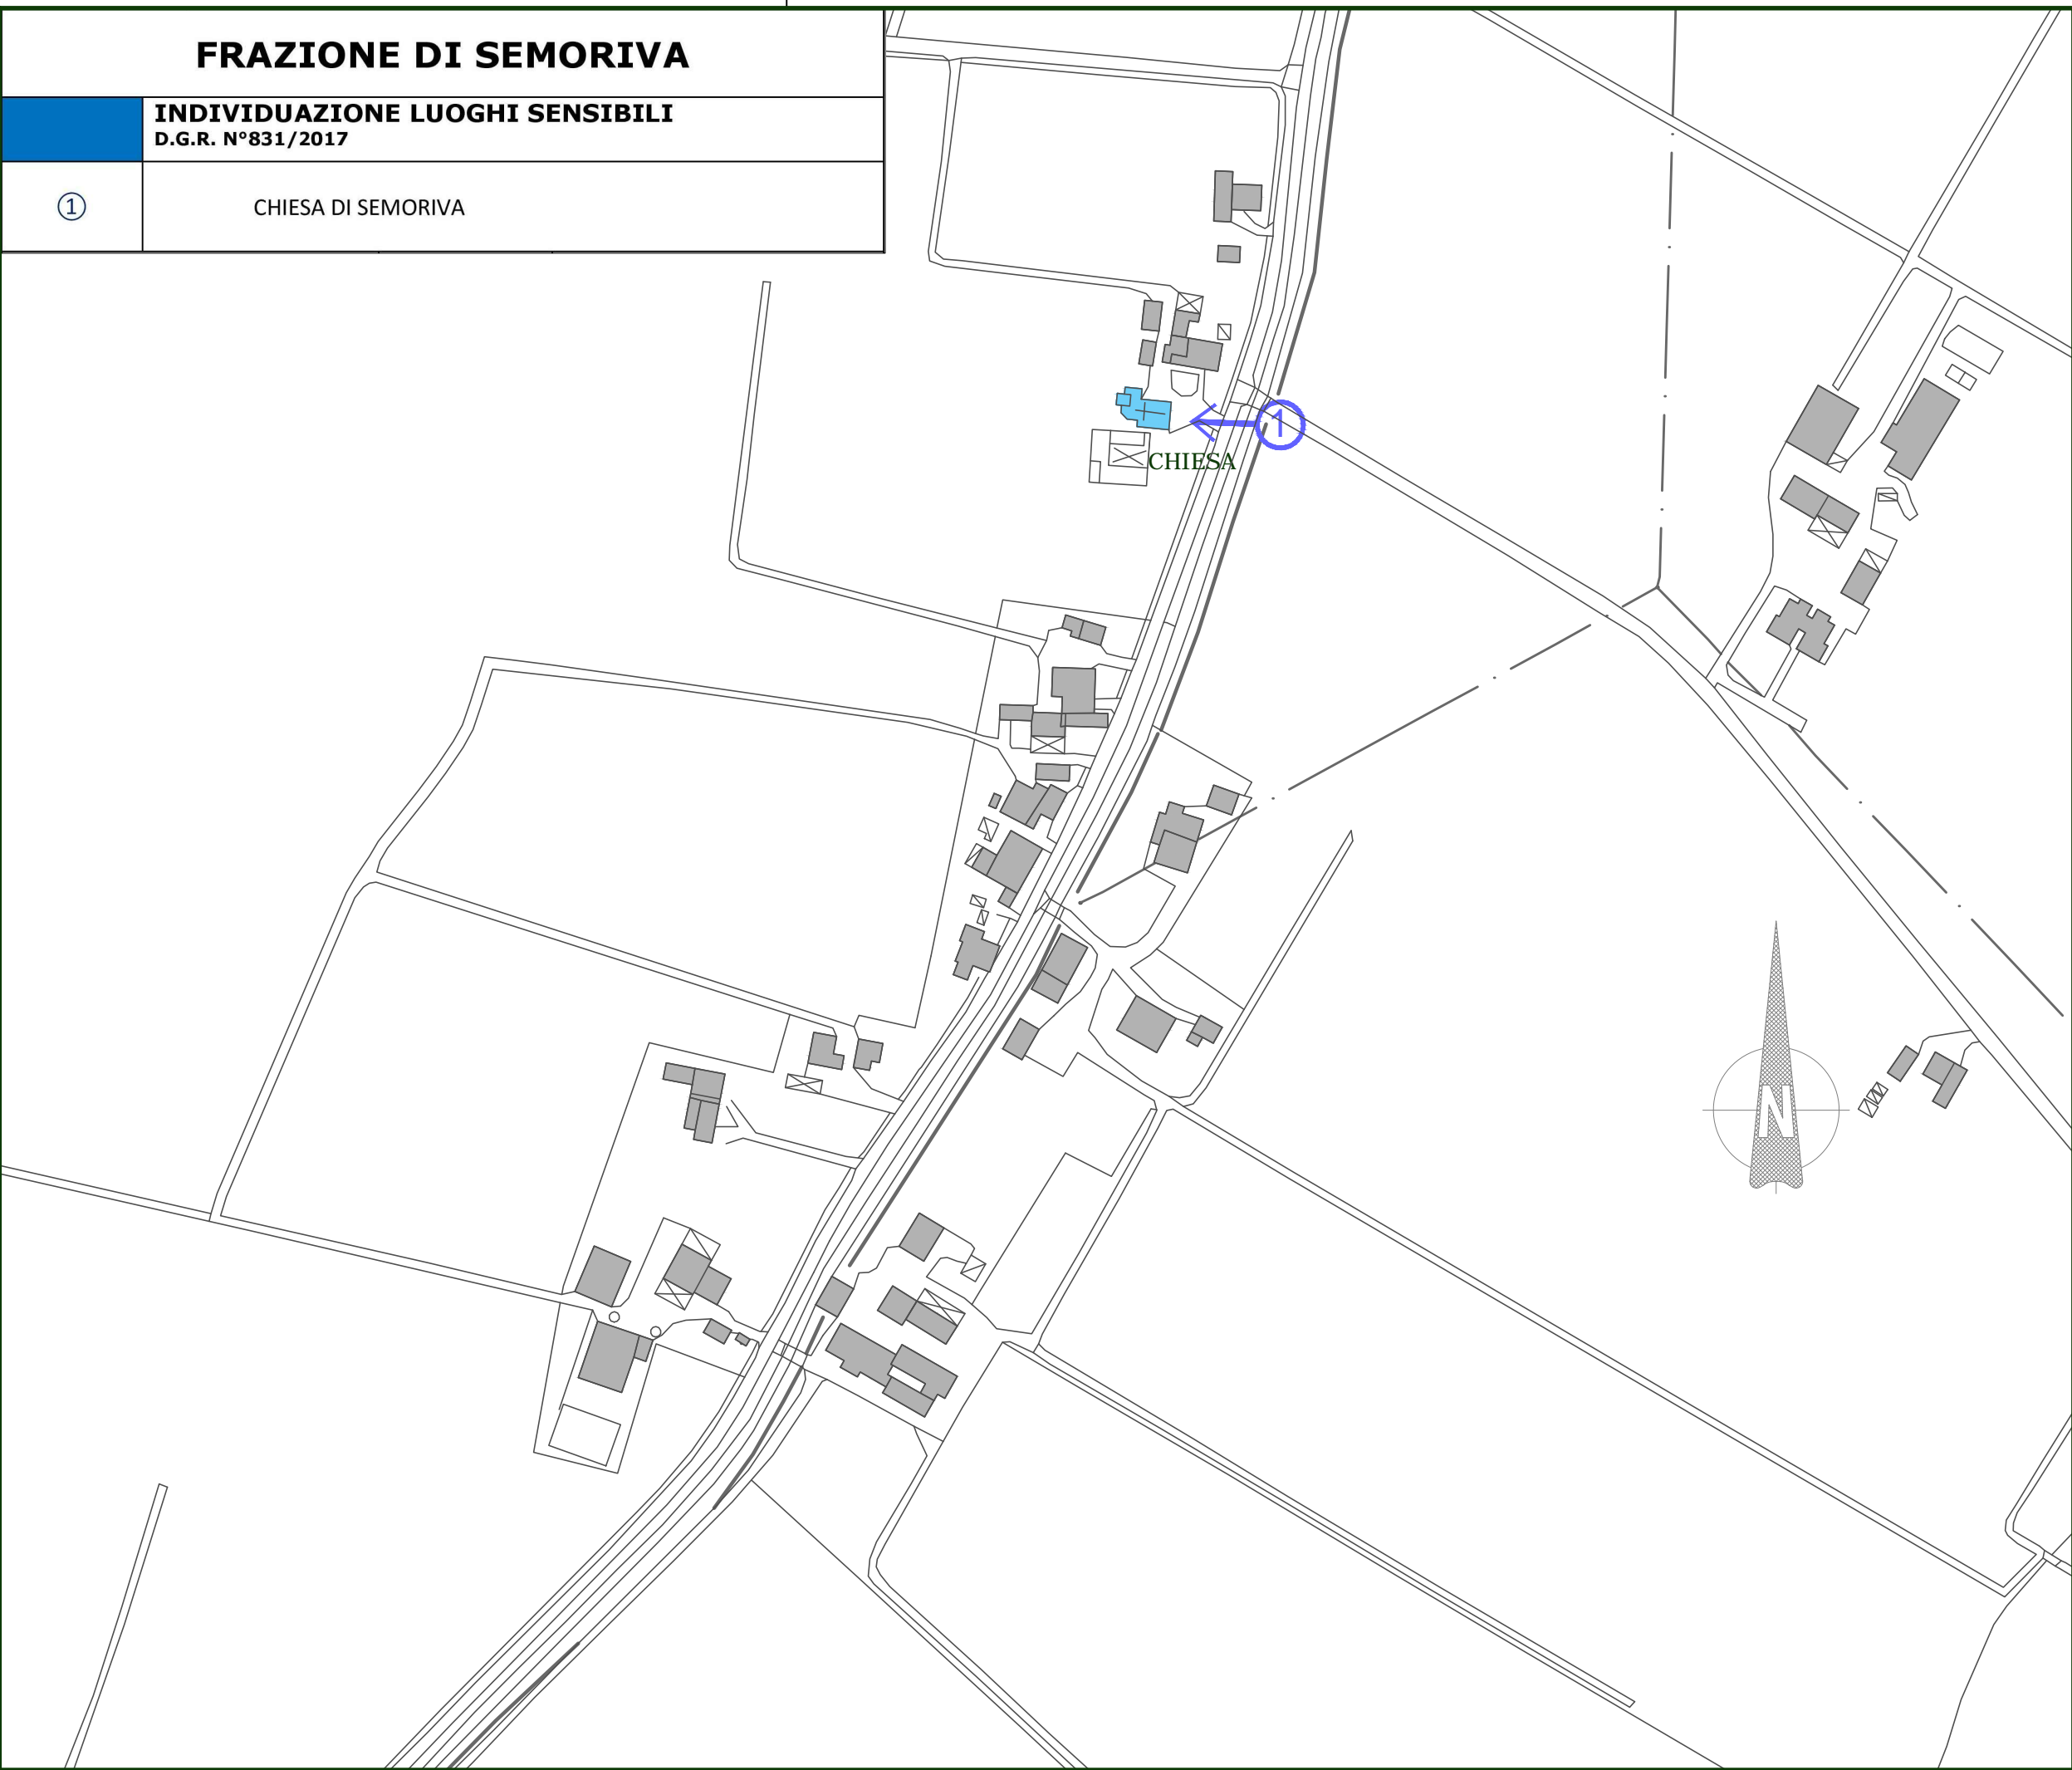 FRAZIONE DI SEMORIVA
INDIVIDUAZIONE LUOGHI SENSIBILI
D.G.R. N°831/2017
1 CHIESA DI SEMORIVA
1
CHIESA
N